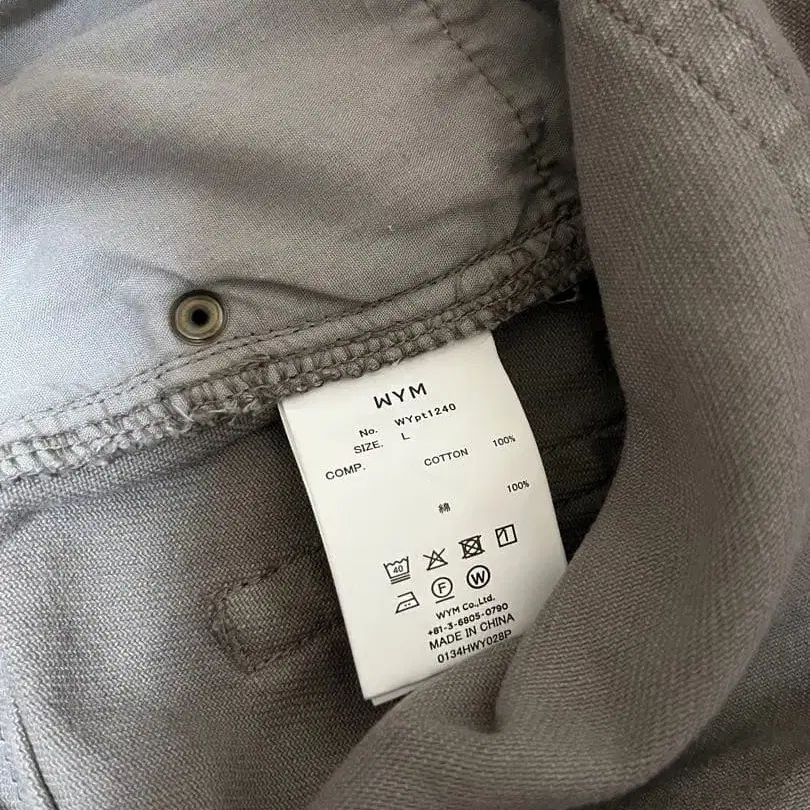 WYM
No. WYpt1240
SIZE. L
COMP. COTTON 100%
綿 100%
40
F W
WYM Co.,Ltd.
+81-3-6805-0790
MADE IN CHINA
0134HWY028P